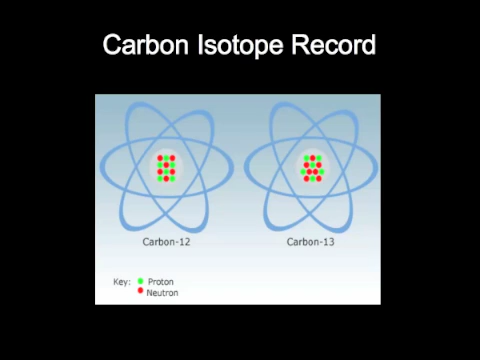 Carbon Isotope Record
Carbon-12 Carbon-13
Key: Proton
Neutron